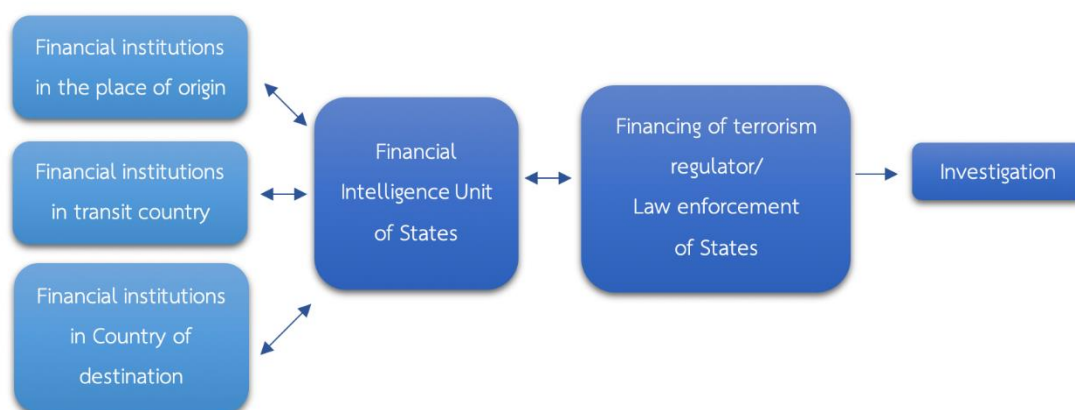 Financial institutions
in the place of origin
Financial institutions
in transit country
Financial institutions
in Country of
destination
Financial
Intelligence Unit
of States
Financing of terrorism
regulator/
Law enforcement
of States
Investigation